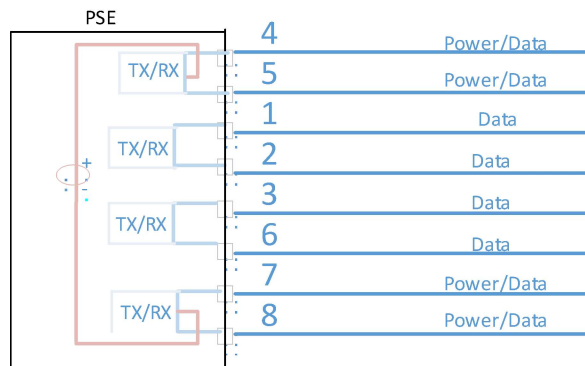 PSE
4 Power/Data
TX/RX
5 Power/Data
1 Data
TX/RX
2 Data
+
-
3 Data
TX/RX
6 Data
7 Power/Data
TX/RX
8 Power/Data